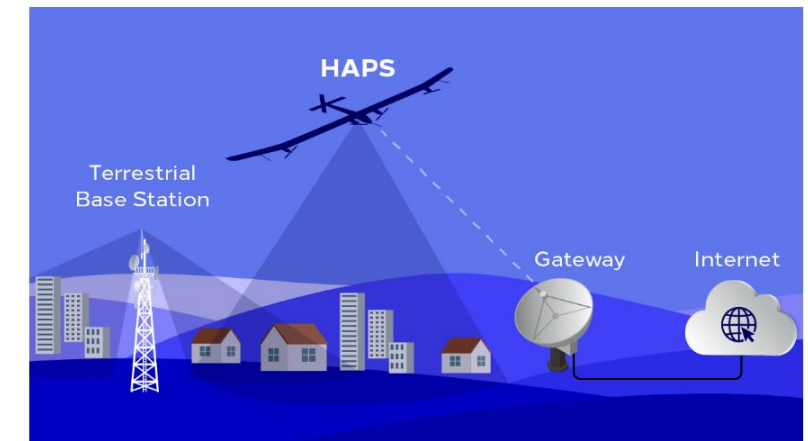 HAPS
Terrestrial
Base Station
Gateway
Internet